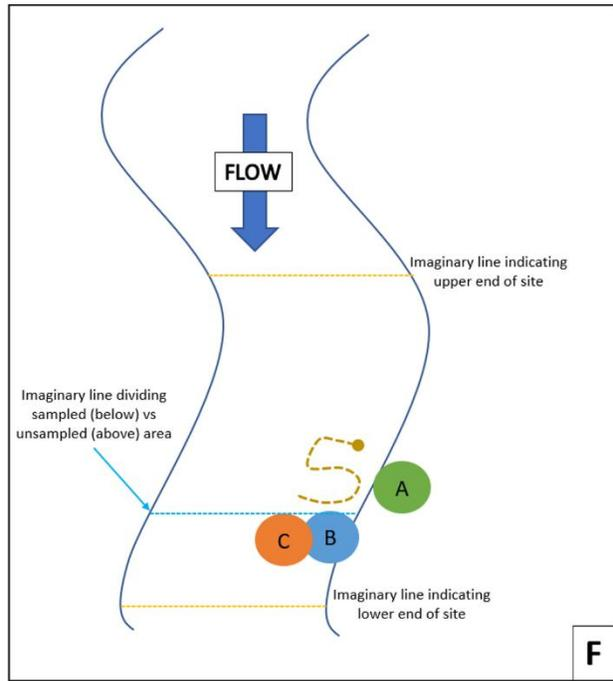 FLOW
Imaginary line indicating
upper end of site
Imaginary line dividing
sampled (below) vs
unsampled (above) area
A
C
B
Imaginary line indicating
lower end of site
F